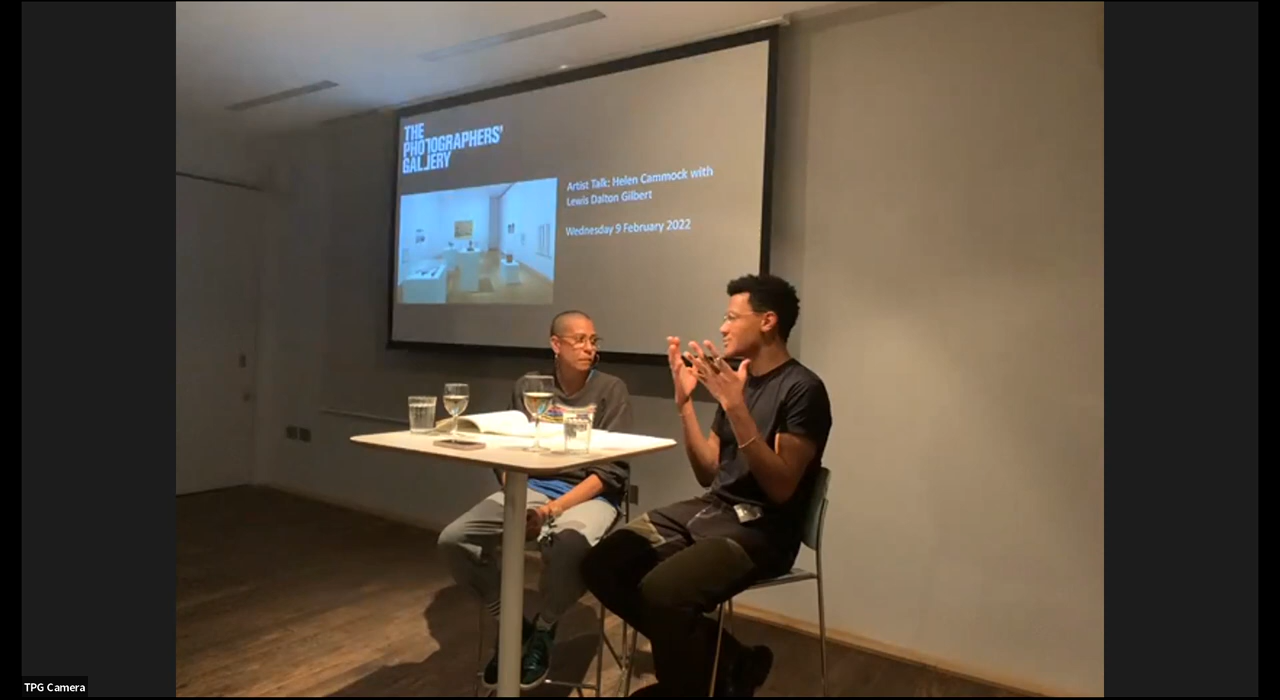 THE
PHOTOGRAPHERS'
GALLERY
Artist Talk: Helen Cammock with
Lewis Dalton Gilbert
Wednesday 9 February 2022
TPG Camera